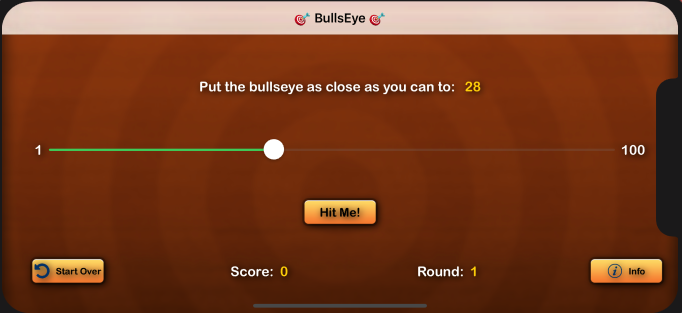 🎯 BullsEye 🎯
Put the bullseye as close as you can to: 28
1 100
Hit Me!
Start Over Score: 0 Round: 1 Info